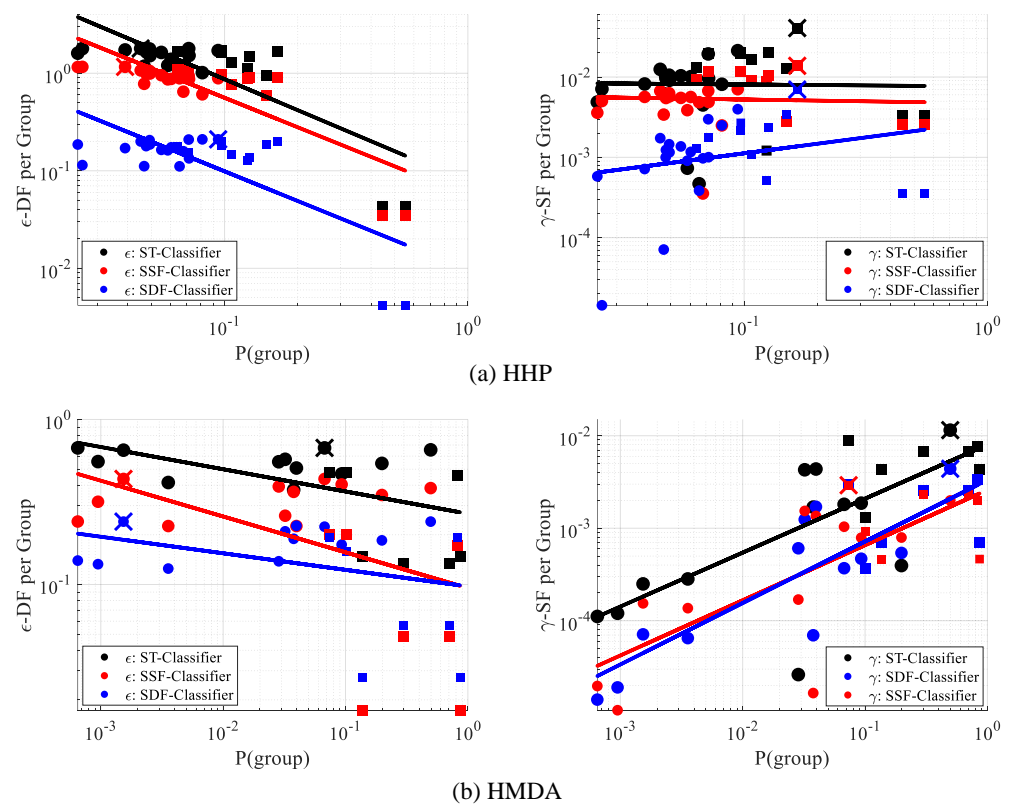 ϵ-DF per Group
10^0
10^-1
10^-2
ϵ: ST-Classifier
ϵ: SSF-Classifier
ϵ: SDF-Classifier
10^-1
10^0
P(group)
γ-SF per Group
10^-2
10^-3
10^-4
γ: ST-Classifier
γ: SSF-Classifier
γ: SDF-Classifier
10^-1
10^0
P(group)
(a) HHP
ϵ-DF per Group
10^0
10^-1
ϵ: ST-Classifier
ϵ: SSF-Classifier
ϵ: SDF-Classifier
10^-3
10^-2
10^-1
10^0
P(group)
γ-SF per Group
10^-2
10^-3
10^-4
γ: ST-Classifier
γ: SDF-Classifier
γ: SSF-Classifier
10^-3
10^-2
10^-1
10^0
P(group)
(b) HMDA